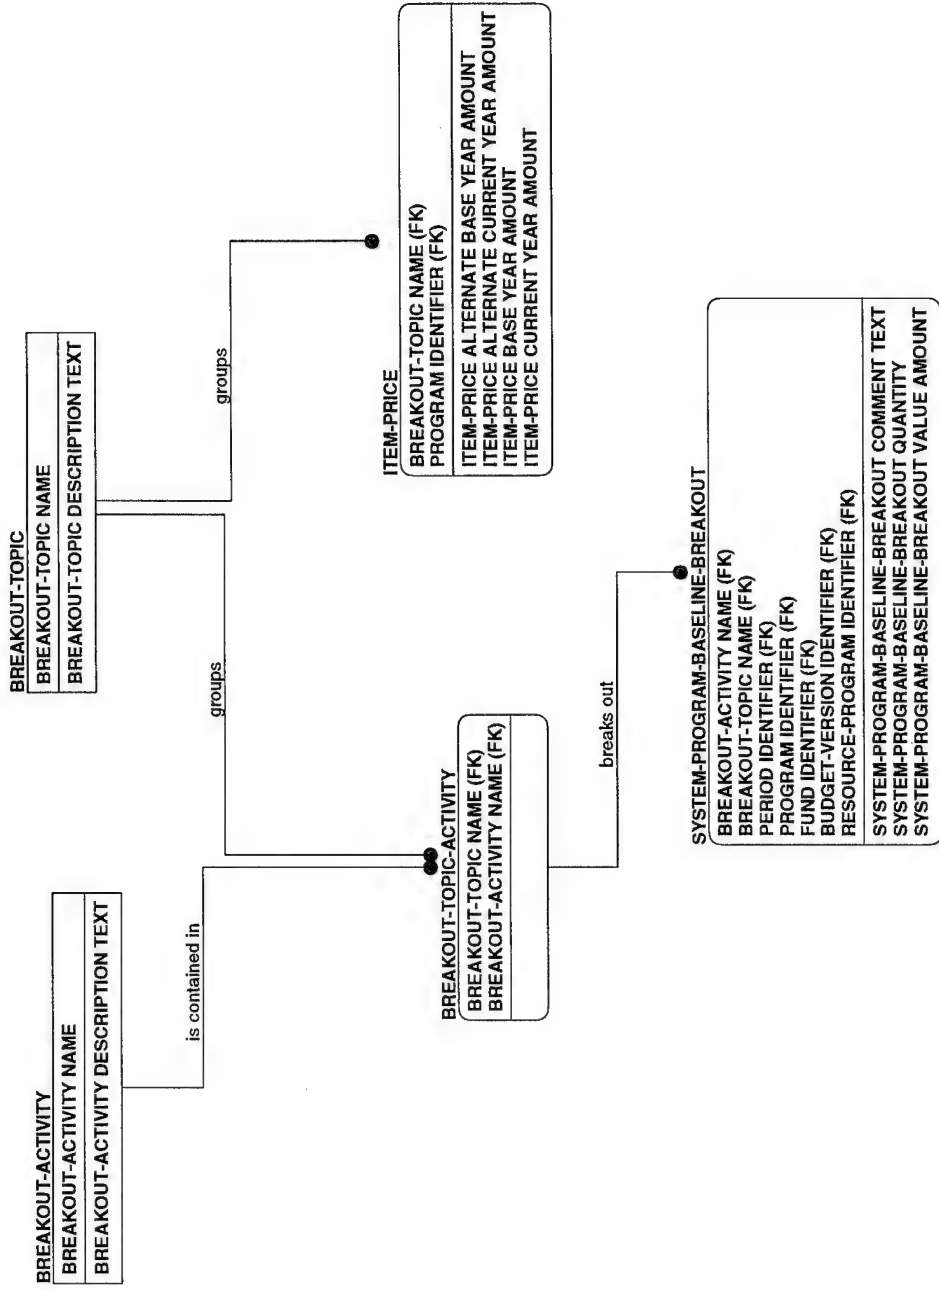 BREAKOUT-ACTIVITY
BREAKOUT-ACTIVITY NAME
BREAKOUT-ACTIVITY DESCRIPTION TEXT
BREAKOUT-TOPIC
BREAKOUT-TOPIC NAME
BREAKOUT-TOPIC DESCRIPTION TEXT
is contained in
groups
groups
BREAKOUT-TOPIC-ACTIVITY
BREAKOUT-TOPIC NAME (FK)
BREAKOUT-ACTIVITY NAME (FK)
ITEM-PRICE
BREAKOUT-TOPIC NAME (FK)
PROGRAM IDENTIFIER (FK)
ITEM-PRICE ALTERNATE BASE YEAR AMOUNT
ITEM-PRICE ALTERNATE CURRENT YEAR AMOUNT
ITEM-PRICE BASE YEAR AMOUNT
ITEM-PRICE CURRENT YEAR AMOUNT
breaks out
SYSTEM-PROGRAM-BASELINE-BREAKOUT
BREAKOUT-ACTIVITY NAME (FK)
BREAKOUT-TOPIC NAME (FK)
PERIOD IDENTIFIER (FK)
PROGRAM IDENTIFIER (FK)
FUND IDENTIFIER (FK)
BUDGET-VERSION IDENTIFIER (FK)
RESOURCE-PROGRAM IDENTIFIER (FK)
SYSTEM-PROGRAM-BASELINE-BREAKOUT COMMENT TEXT
SYSTEM-PROGRAM-BASELINE-BREAKOUT QUANTITY
SYSTEM-PROGRAM-BASELINE-BREAKOUT VALUE AMOUNT